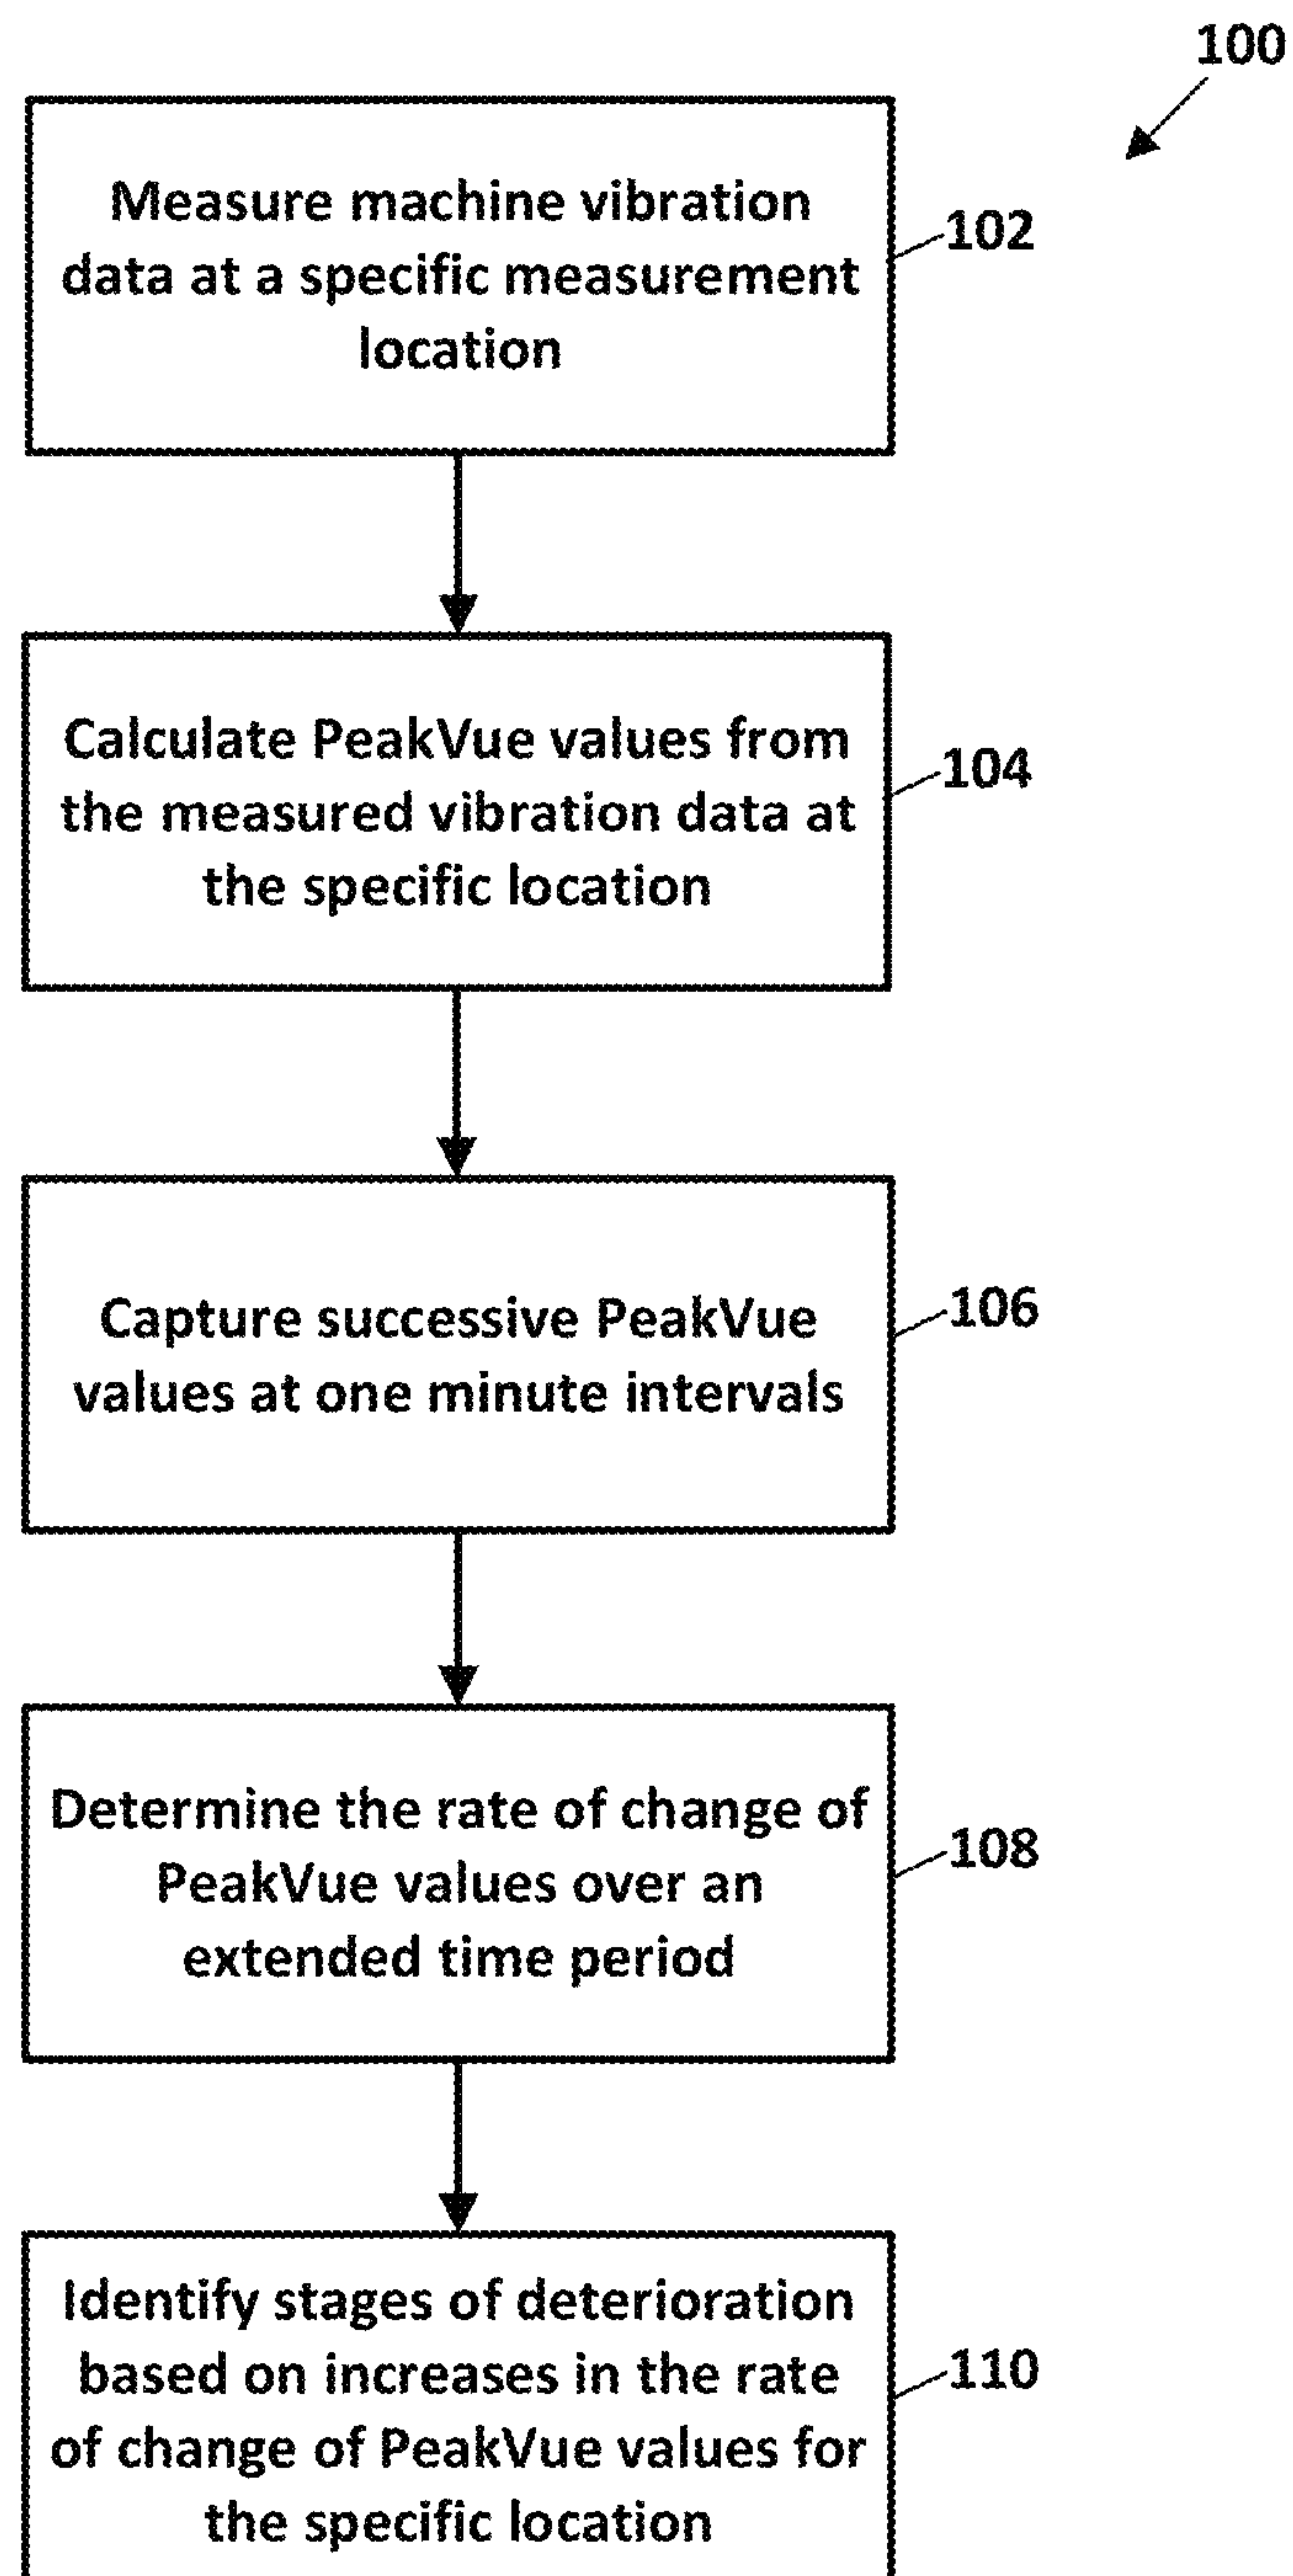 100
Measure machine vibration
data at a specific measurement
location
102
Calculate PeakVue values from
the measured vibration data at
the specific location
104
Capture successive PeakVue
values at one minute intervals
106
Determine the rate of change of
PeakVue values over an
extended time period
108
Identify stages of deterioration
based on increases in the rate
of change of PeakVue values for
the specific location
110